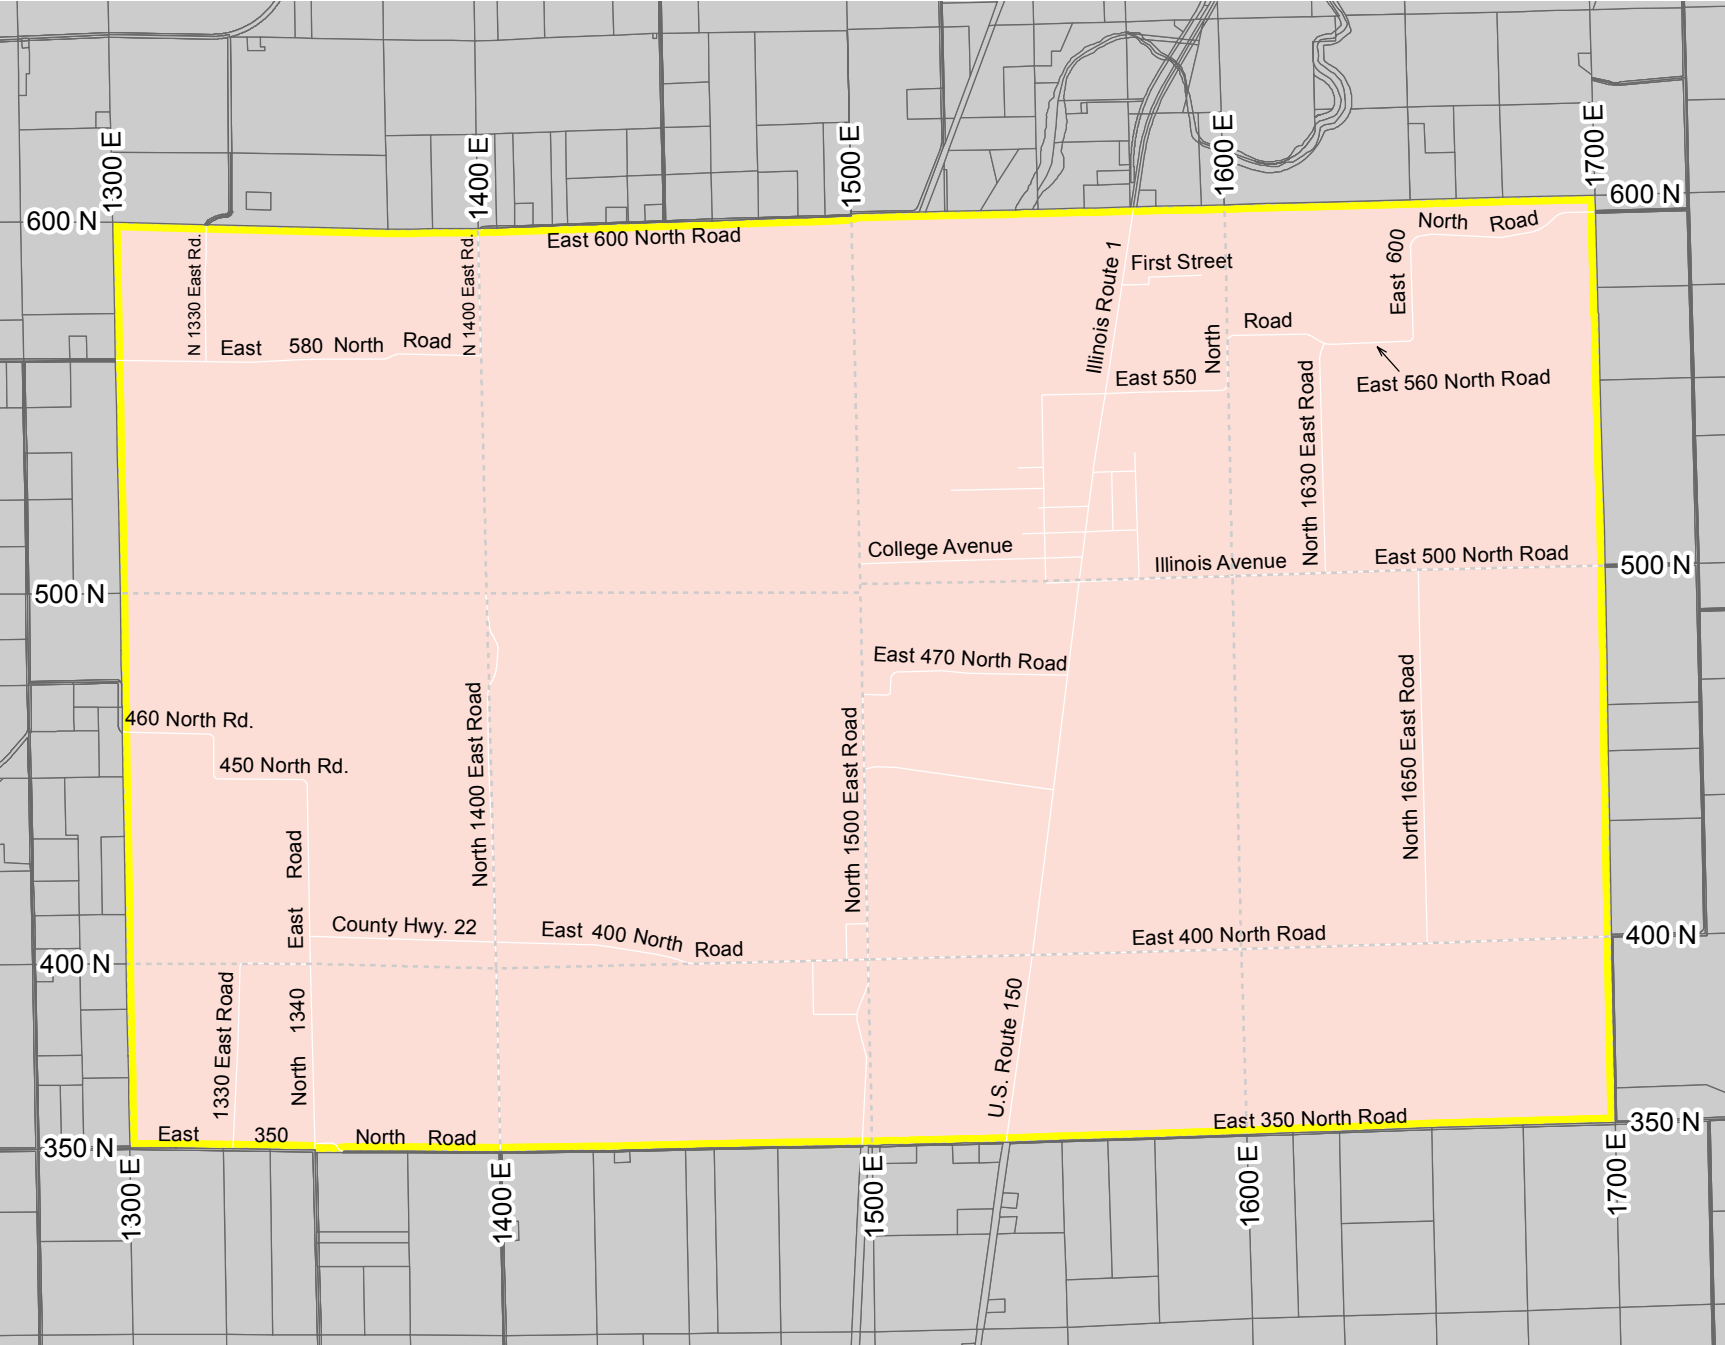 1300 E
1400 E
1500 E
1600 E
1700 E
600 N
600 N
East 600 North Road
North Road
East 600
First Street
Illinois Route 1
N 1330 East Rd.
N 1400 East Rd.
East 580 North Road
North
Road
East 550
East 560 North Road
North 1630 East Road
College Avenue
Illinois Avenue
East 500 North Road
500 N
500 N
East 470 North Road
460 North Rd.
450 North Rd.
North 1400 East Road
North 1500 East Road
North 1650 East Road
County Hwy. 22
East 400 North Road
East 400 North Road
400 N
400 N
1330 East Road
North 1340 East Road
U.S. Route 150
East 350 North Road
East 350 North Road
350 N
350 N
1300 E
1400 E
1500 E
1600 E
1700 E